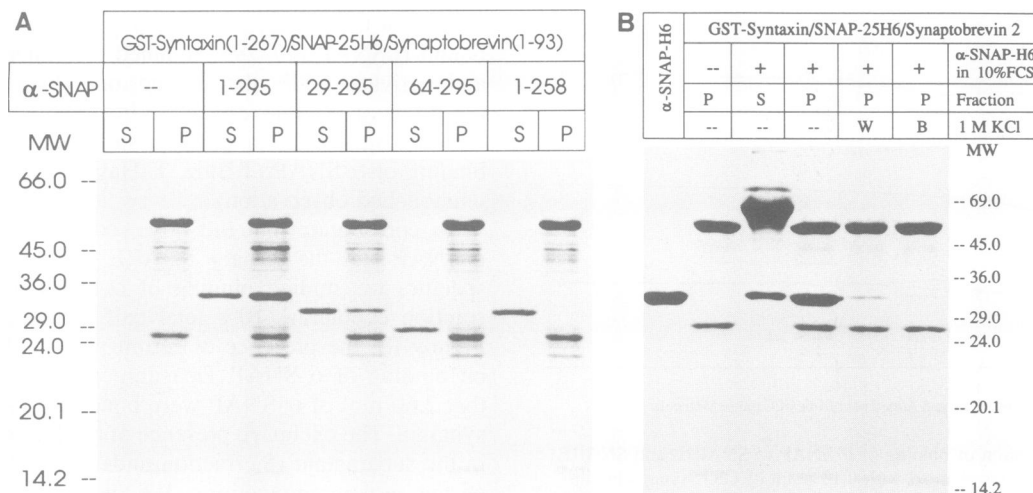 A
GST-Syntaxin(1-267)/SNAP-25H6/Synaptobrevin(1-93)
α-SNAP -- 1-295 29-295 64-295 1-258
MW S P S P S P S P S P
66.0 --
45.0 --
36.0 --
29.0 --
24.0 --
20.1 --
14.2 --
B
α-SNAP-H6
GST-Syntaxin/SNAP-25H6/Synaptobrevin 2
-- + + + + α-SNAP-H6 in 10%FCS
P S P P P Fraction
-- -- -- W B 1 M KCl
MW
-- 69.0
-- 45.0
-- 36.0
-- 29.0
-- 24.0
-- 20.1
-- 14.2